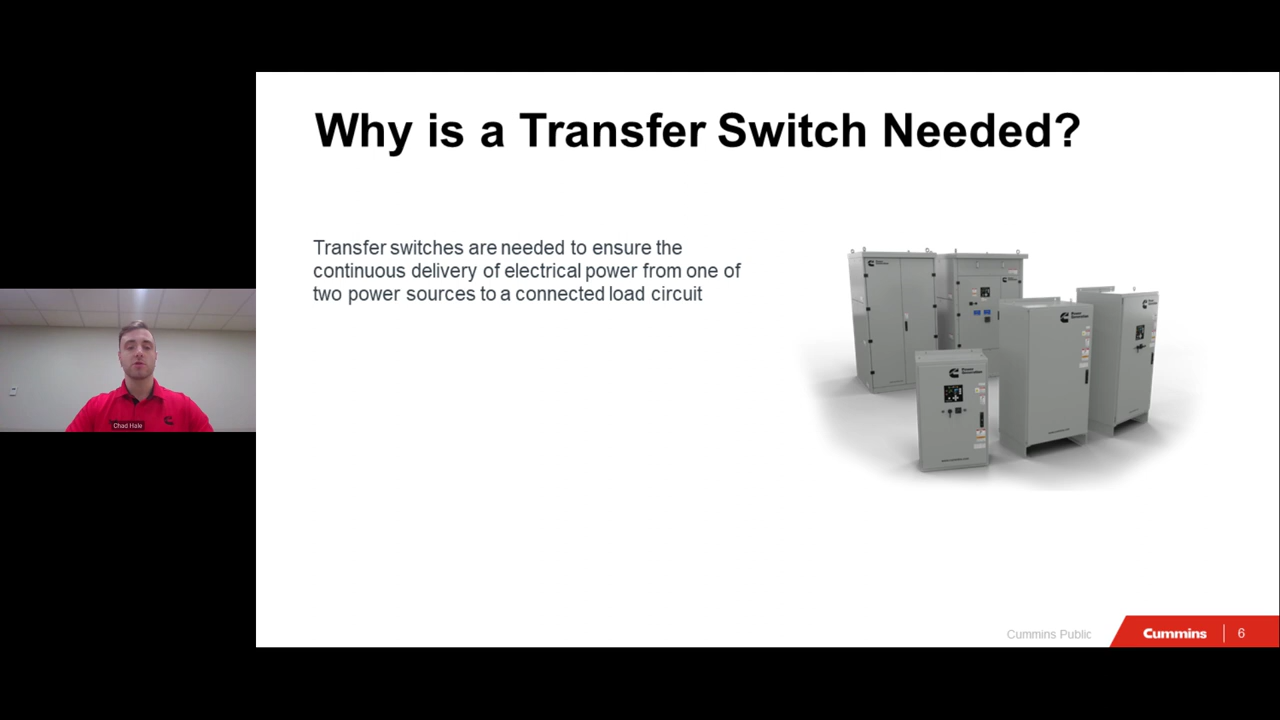 Why is a Transfer Switch Needed?
Transfer switches are needed to ensure the
continuous delivery of electrical power from one of
two power sources to a connected load circuit
Chad Hale
Cummins Public
Cummins
6